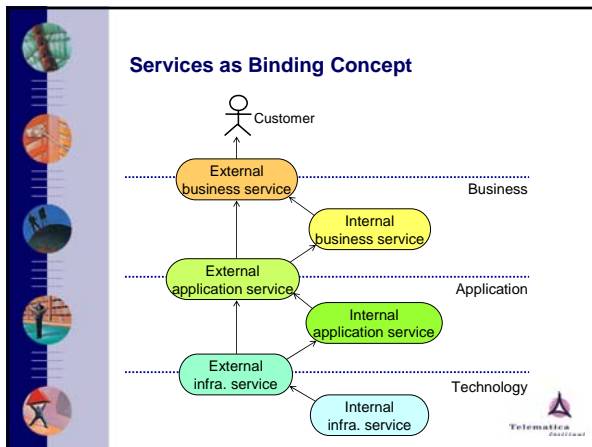 Services as Binding Concept
Customer
External
business service
Business
Internal
business service
External
application service
Application
Internal
application service
External
infra. service
Technology
Internal
infra. service
Telematica
Instituut